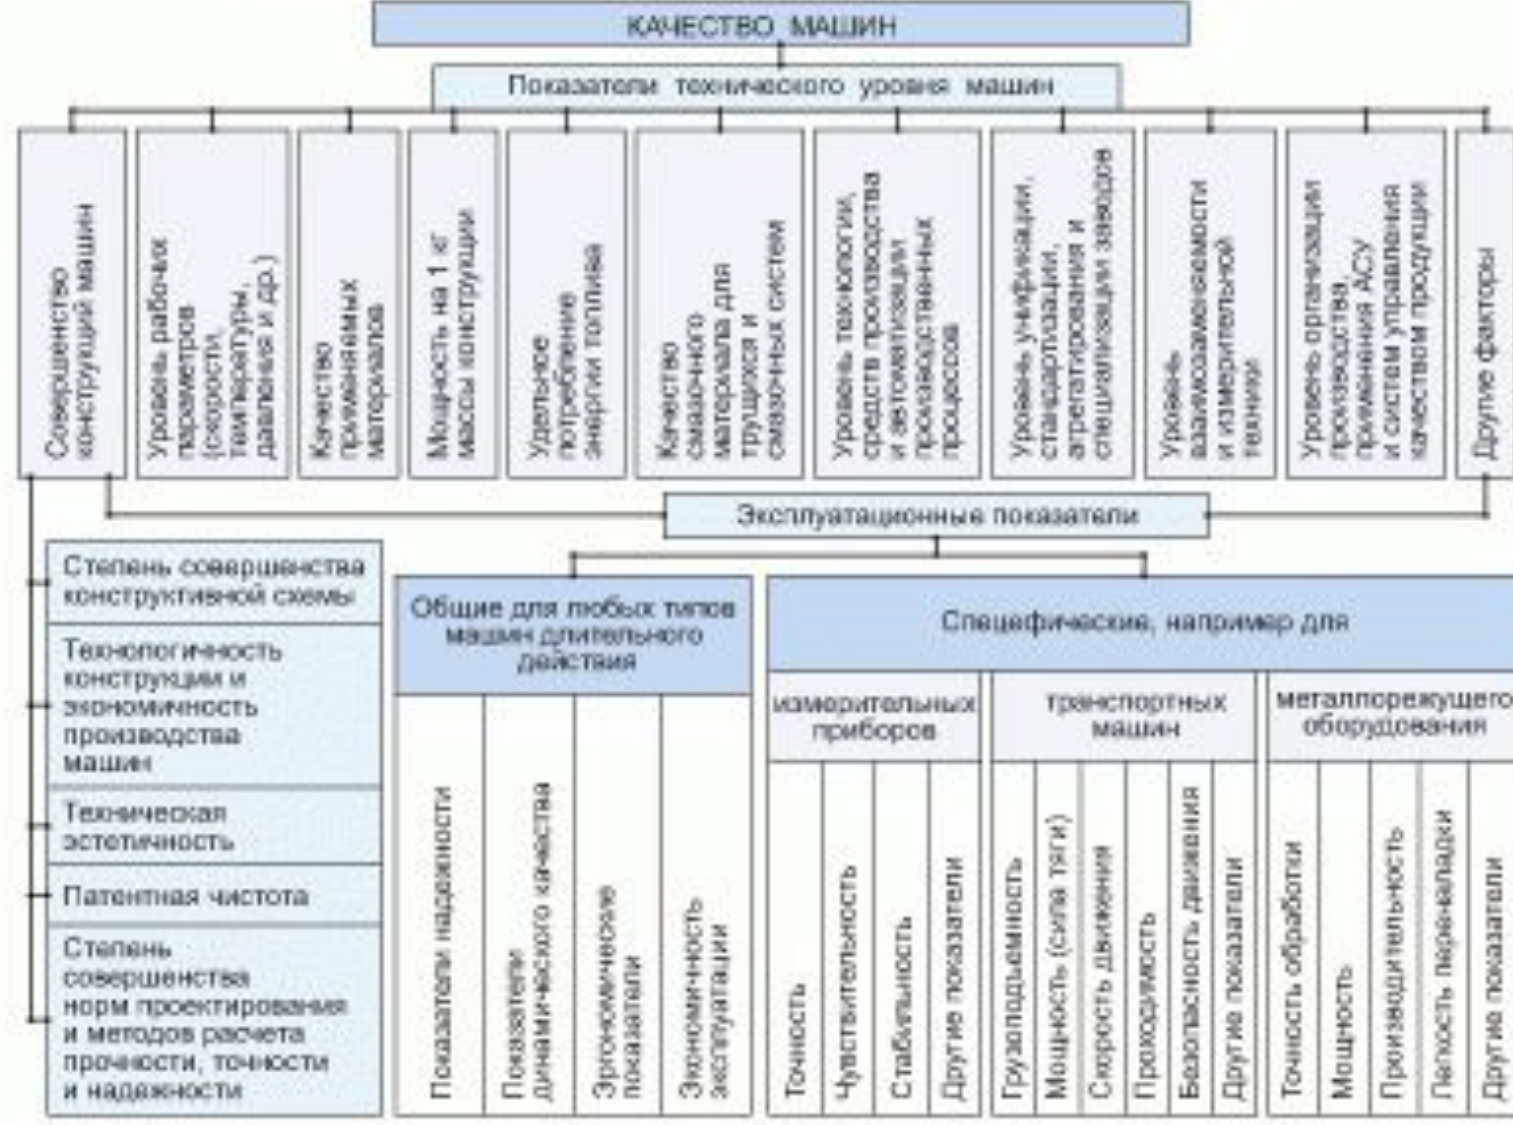 КАЧЕСТВО МАШИН
Показатели технического уровня машин
Совершенство
конструкций машин
Уровень рабочих
параметров
(скорости,
температуры,
давления и др.)
Качество
применяемых
материалов
Мощность на 1 кг
массы конструкции
Удельное
потребление
энергии топлива
Качество
смазочного
материала для
трущихся и
смазочных систем
Уровень технологии,
средств производства
и автоматизации
производственных
процессов
Уровень унификации,
стандартизации,
агрегатирования и
специализации заводов
Уровень
взаимозаменяемости
и измерительной
техники
Уровень организации
производства,
применения АСУ
и систем управления
качеством продукции
Другие факторы
Эксплуатационные показатели
Степень совершенства
конструктивной схемы
Технологичность
конструкции и
экономичность
производства
машин
Техническая
эстетичность
Патентная чистота
Степень
совершенства
норм проектирования
и методов расчета
прочности, точности
и надежности
Общие для любых типов
машин длительного
действия
Показатели надежности
Показатели
динамического качества
Эргономические
показатели
Экономичность
эксплуатации
Спецефические, например для
измерительных
приборов
Точность
Чувствительность
Стабильность
Другие показатели
транспортных
машин
Грузоподъемность
Мощность (сила тяги)
Скорость движения
Проходимость
Безопасность движения
Другие показатели
металлорежущего
оборудования
Точность обработки
Мощность
Производительность
Легкость переналадки
Другие показатели